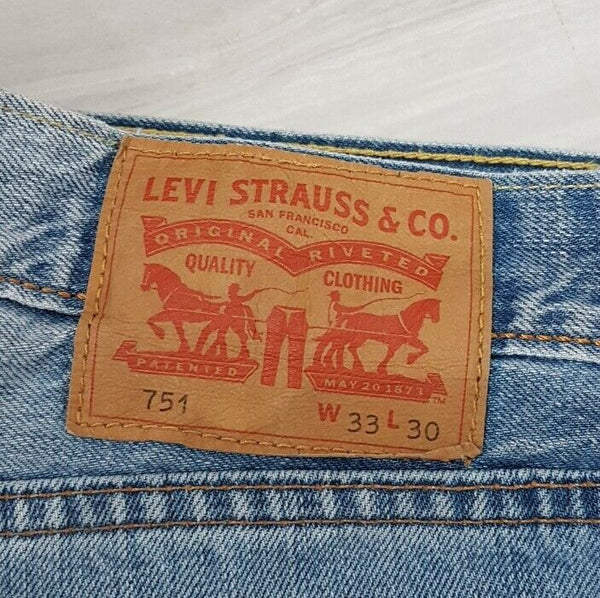 LEVI STRAUSS & CO.
SAN FRANCISCO
CAL.
ORIGINAL RIVETED
QUALITY CLOTHING
PATENTED MAY 20 1873 ™
751 W 33 L 30